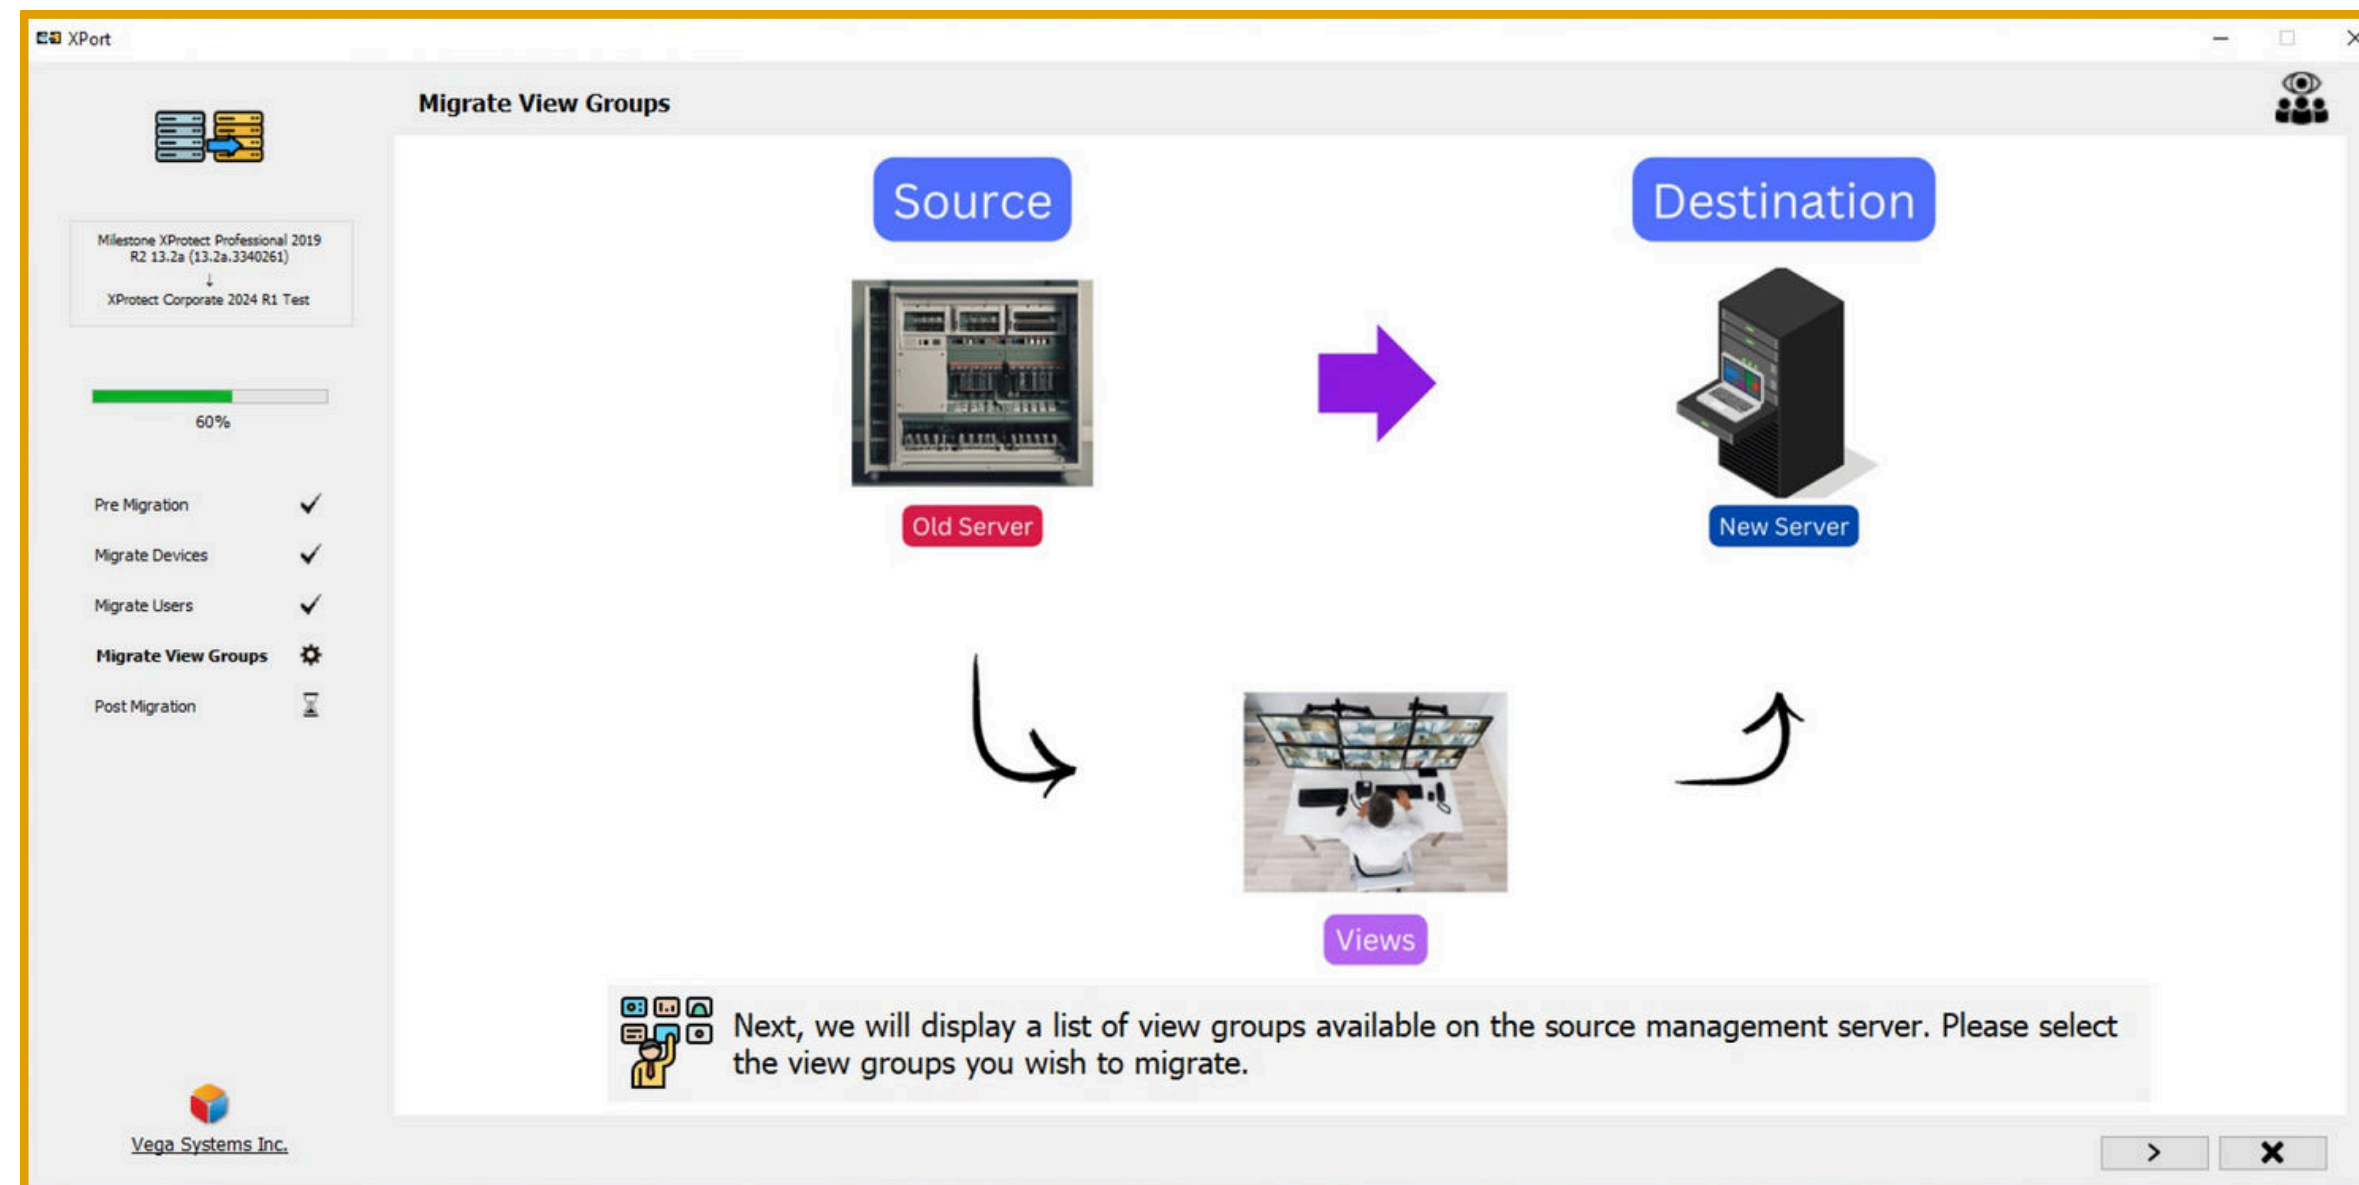 XPort
Migrate View Groups
Milestone XProtect Professional 2019
R2 13.2a (13.2a.3340261)
↓
XProtect Corporate 2024 R1 Test
60%
Pre Migration
Migrate Devices
Migrate Users
Migrate View Groups
Post Migration
Vega Systems Inc.
Source
Destination
Old Server
New Server
Views
Next, we will display a list of view groups available on the source management server. Please select
the view groups you wish to migrate.